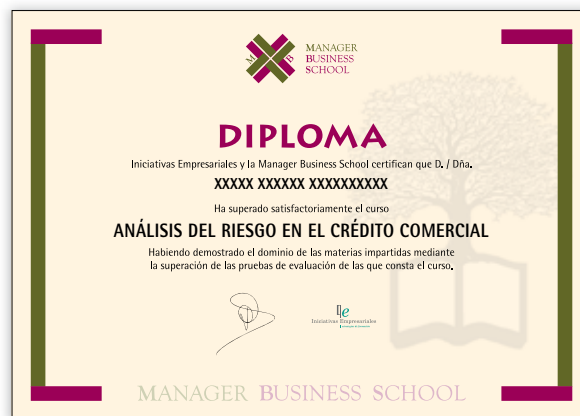 MANAGER
BUSINESS
SCHOOL
M B
DIPLOMA
Iniciativas Empresariales y la Manager Business School certifican que D. / Dña.
XXXXX XXXXXX XXXXXXXXXX
Ha superado satisfactoriamente el curso
ANÁLISIS DEL RIESGO EN EL CRÉDITO COMERCIAL
Habiendo demostrado el dominio de las materias impartidas mediante
la superación de las pruebas de evaluación de las que consta el curso.
Ie
Iniciativas Empresariales
MANAGER BUSINESS SCHOOL